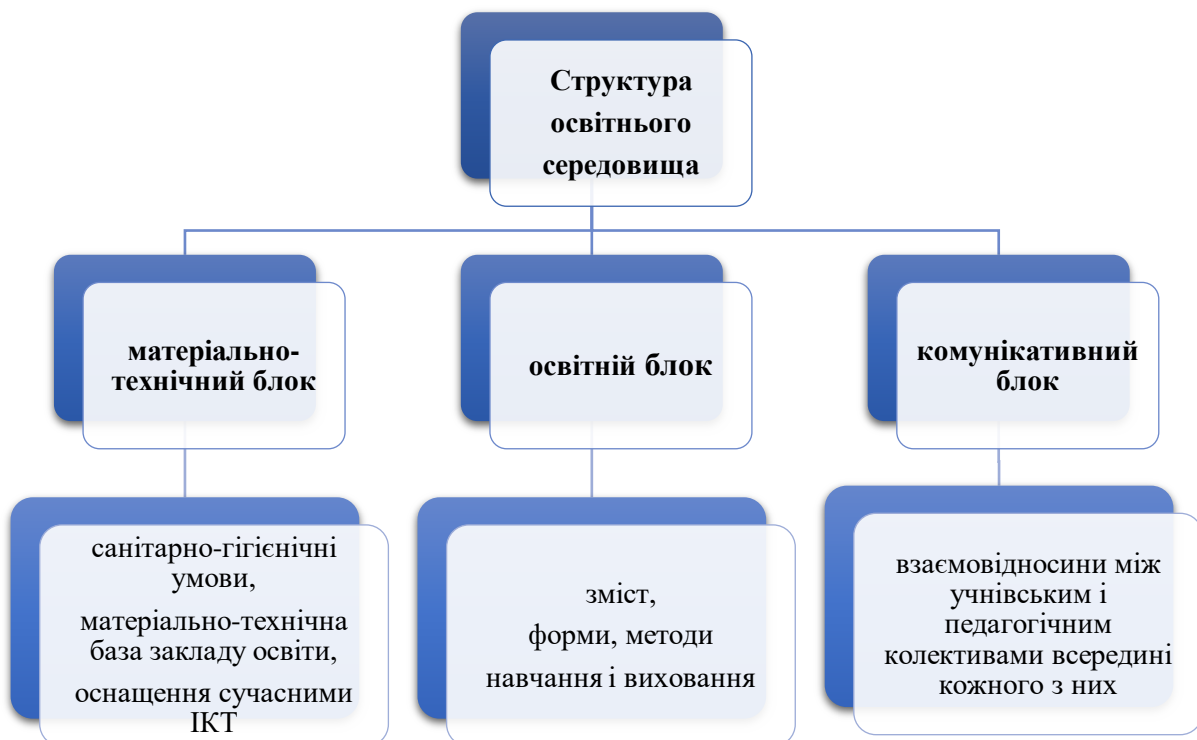 Структура
освітнього
середовища
матеріально-
технічний блок
освітній блок
комунікативний
блок
санітарно-гігієнічні
умови,
матеріально-технічна
база закладу освіти,
оснащення сучасними
ІКТ
зміст,
форми, методи
навчання і виховання
взаємовідносини між
учнівським і
педагогічним
колективами всередині
кожного з них